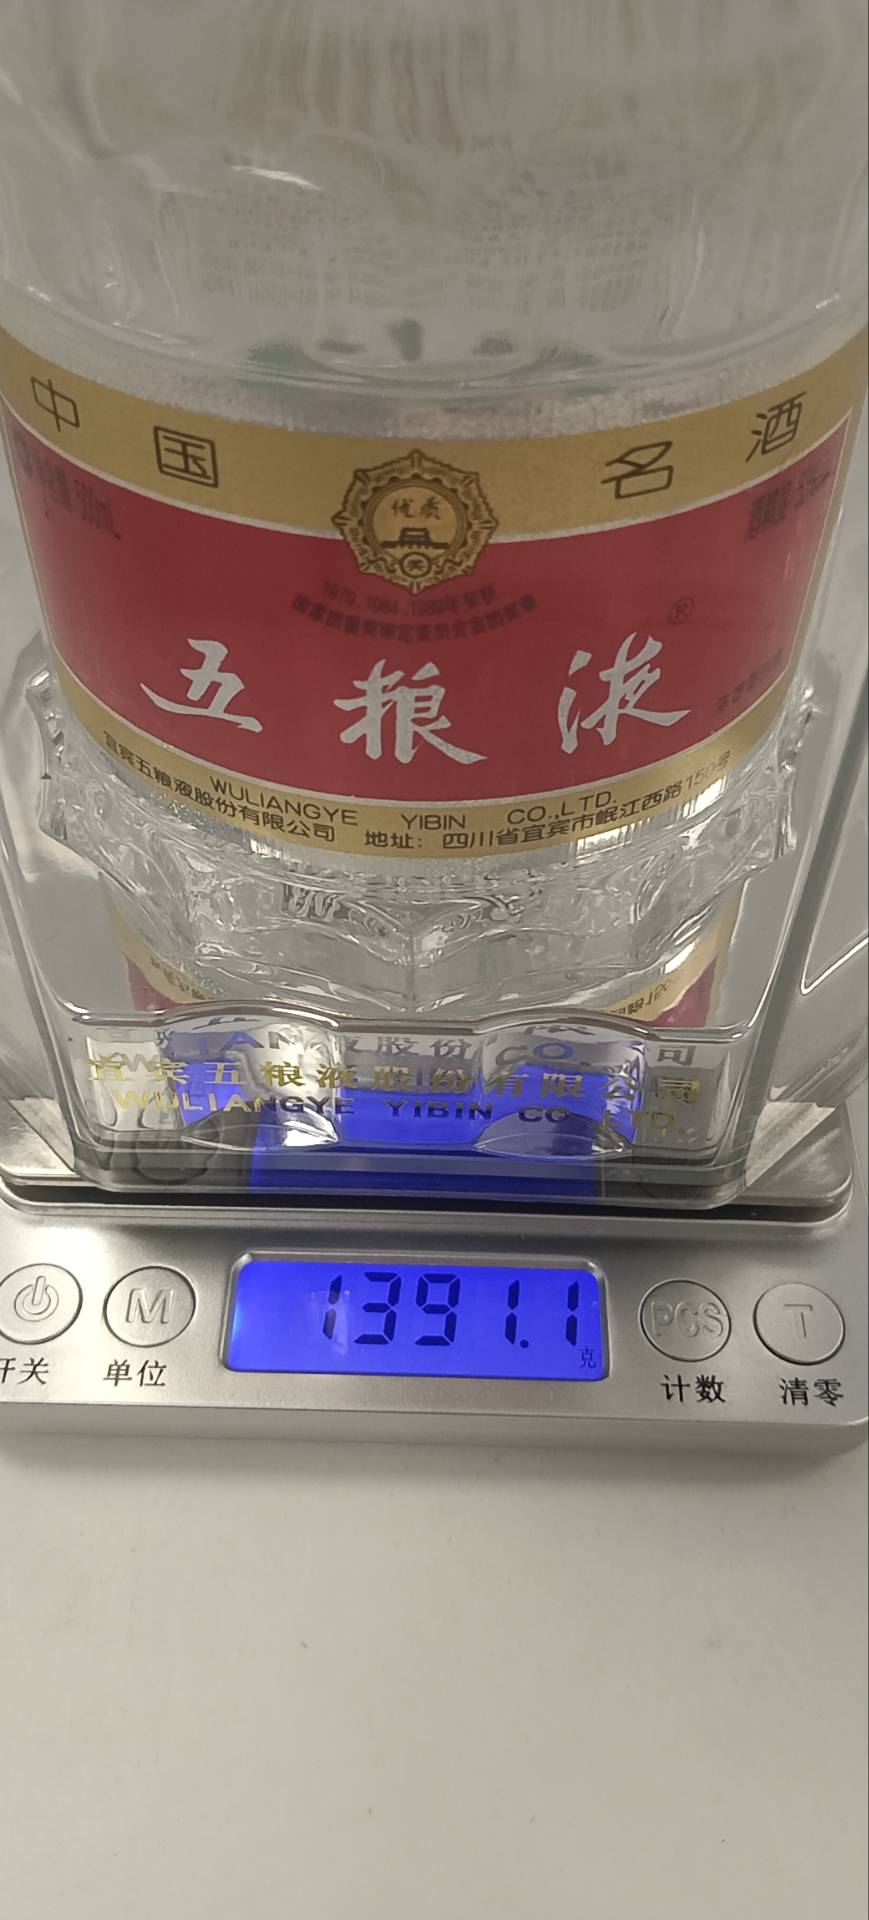 中国名酒
优质
奖
1979、1984、1989年荣获
国家质量奖审定委员会金质奖章
五粮液®
WULIANGYE YIBIN CO.,LTD.
宜宾五粮液股份有限公司 地址：四川省宜宾市岷江西路150号
宜宾五粮液股份有限公司
WULIANGYE YIBIN CO.,LTD.
1391.1
克
M
PCS
T
开关
单位
计数
清零